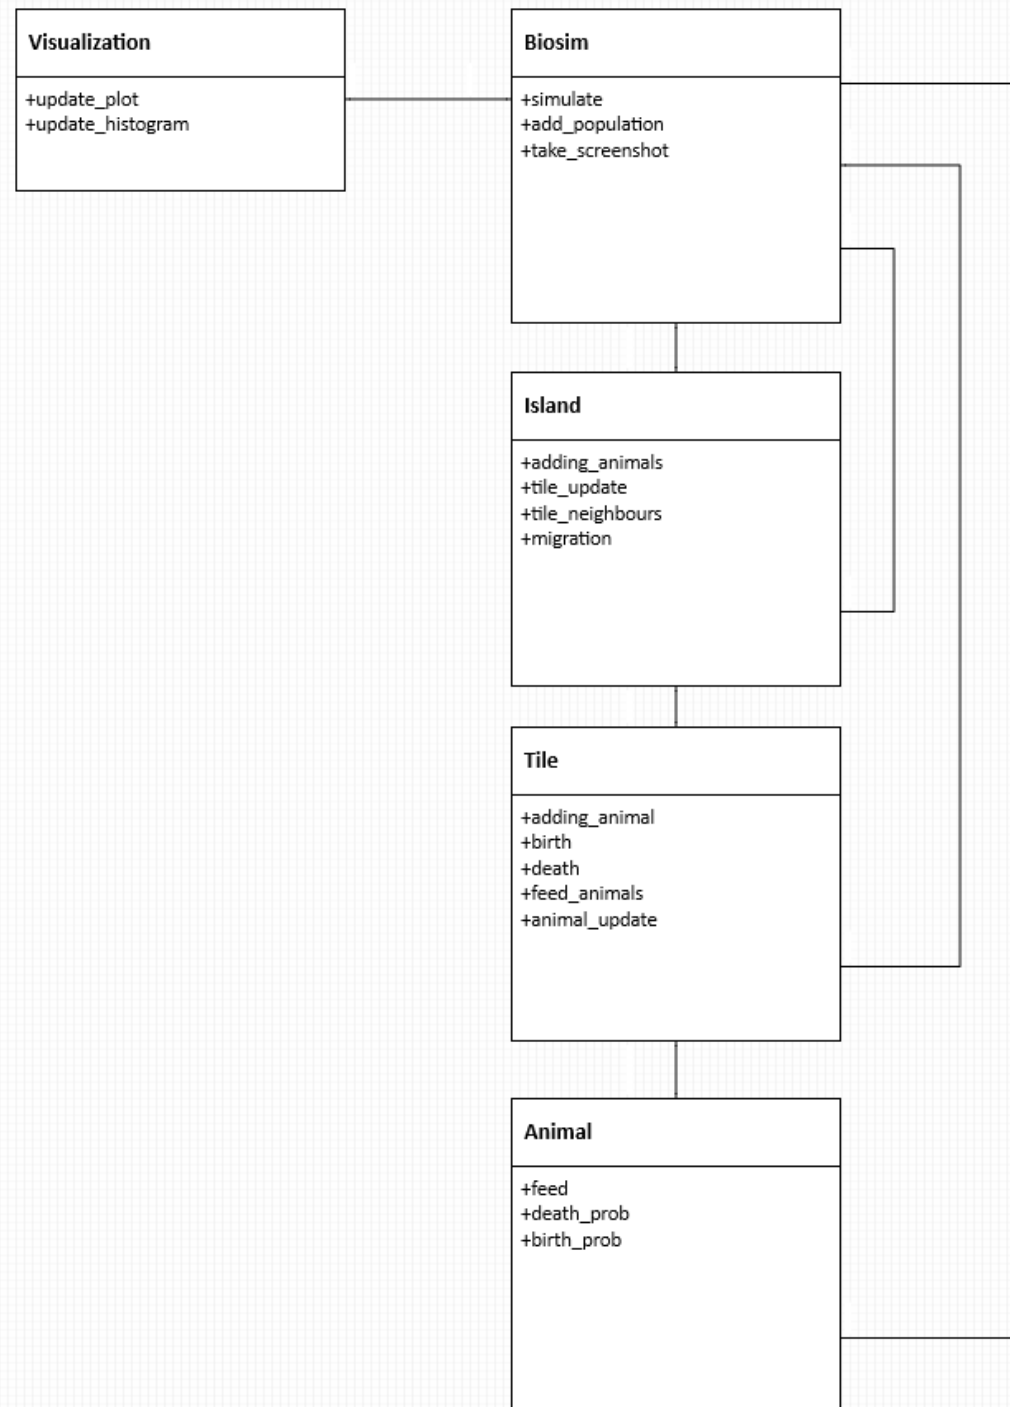 Visualization
+update_plot
+update_histogram
Biosim
+simulate
+add_population
+take_screenshot
Island
+adding_animals
+tile_update
+tile_neighbours
+migration
Tile
+adding_animal
+birth
+death
+feed_animals
+animal_update
Animal
+feed
+death_prob
+birth_prob